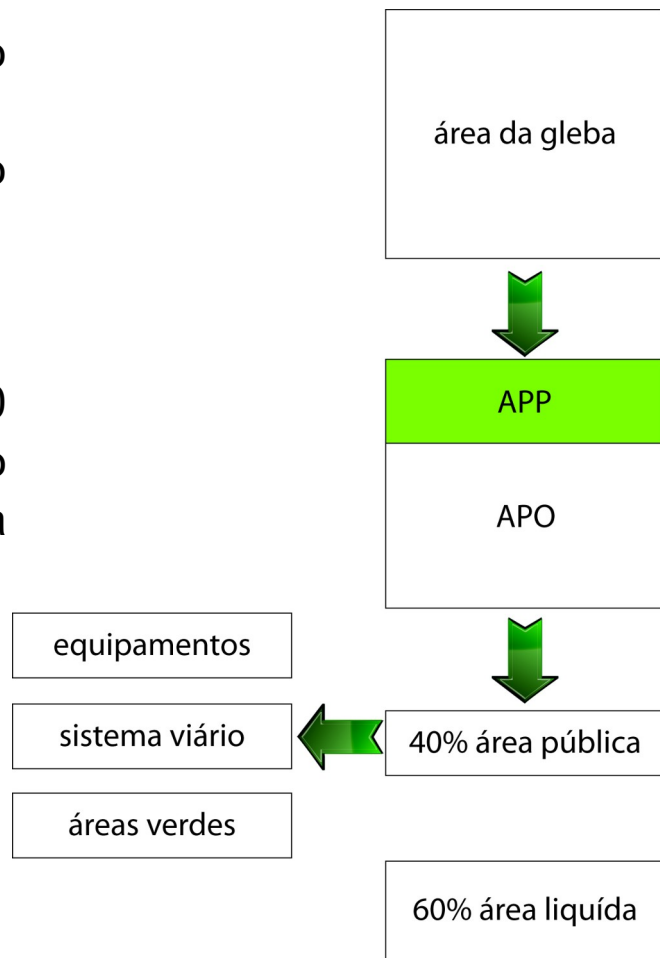 área da gleba
APP
APO
equipamentos
sistema viário
40% área pública
áreas verdes
60% área liquída